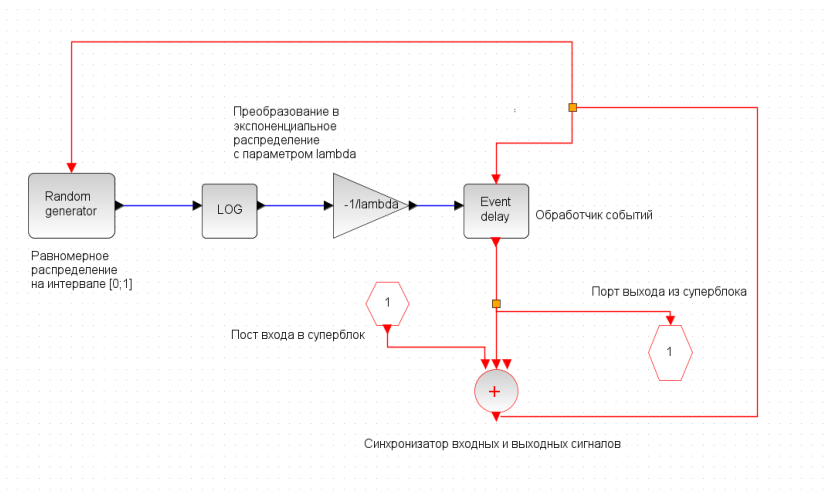 Преобразование в
экспоненциальное
распределение
с параметром lambda
:
Random
generator
LOG
-1/lambda
Event
delay
Обработчик событий
Равномерное
распределение
на интервале [0;1]
Порт выхода из суперблока
1
Пост входа в суперблок
1
+
Синхронизатор входных и выходных сигналов